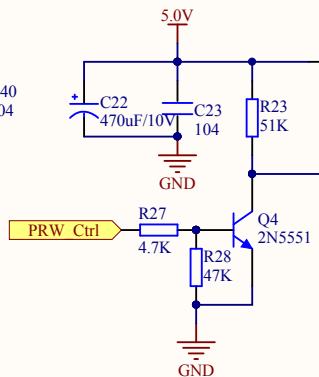 5.0V
40
04
C22
470uF/10V
C23
104
R23
51K
GND
R27
PRW_Ctrl
4.7K
R28
47K
Q4
2N5551
GND